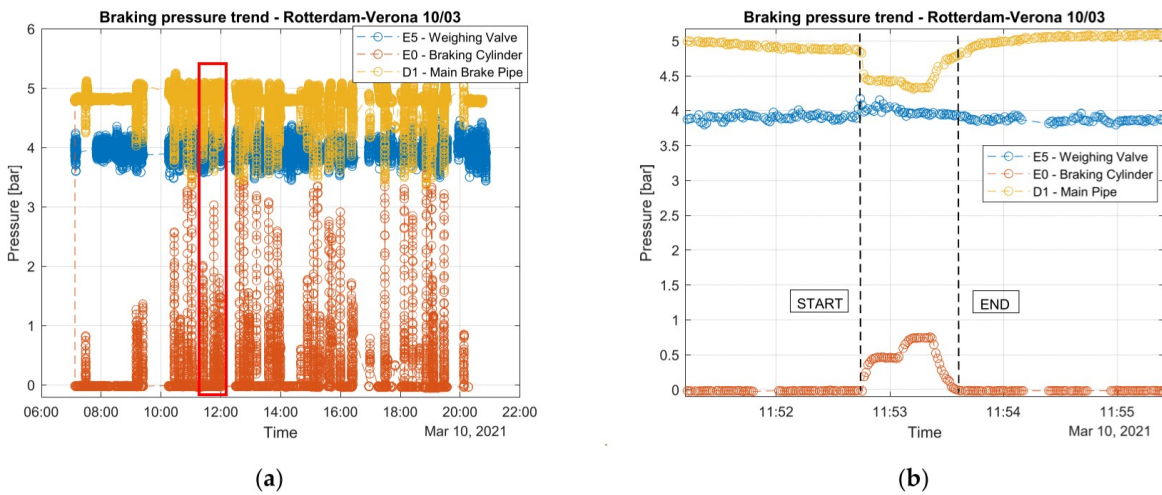 Braking pressure trend - Rotterdam-Verona 10/03
E5 - Weighing Valve
E0 - Braking Cylinder
D1 - Main Brake Pipe
Pressure [bar]
6
5
4
3
2
1
0
06:00 08:00 10:00 12:00 14:00 16:00 18:00 20:00 22:00
Time
Mar 10, 2021
(a)
Braking pressure trend - Rotterdam-Verona 10/03
E5 - Weighing Valve
E0 - Braking Cylinder
D1 - Main Pipe
START
END
Pressure [bar]
5
4.5
4
3.5
3
2.5
2
1.5
1
0.5
0
11:52 11:53 11:54 11:55
Time
Mar 10, 2021
(b)